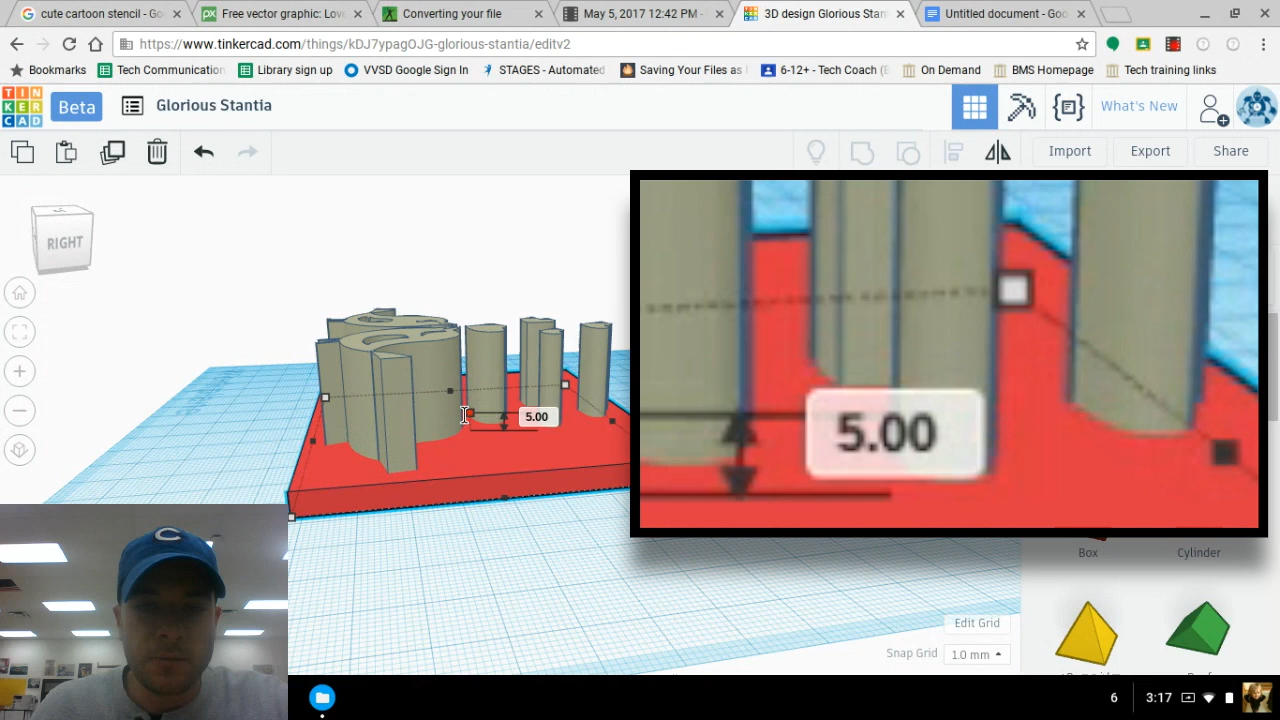 cute cartoon stencil - Go
Free vector graphic: Lov
Converting your file
May 5, 2017 12:42 PM -
3D design Glorious Stan
Untitled document - Goo
https://www.tinkercad.com/things/kDJ7ypagOJG-glorious-stantia/editv2
Bookmarks
Tech Communication
Library sign up
VVSD Google Sign In
STAGES - Automated
Saving Your Files as
6-12+ - Tech Coach (E
On Demand
BMS Homepage
Tech training links
TIN
KER
CAD
Beta
Glorious Stantia
What's New
Import
Export
Share
RIGHT
5.00
5.00
Box
Cylinder
Edit Grid
Snap Grid
1.0 mm
C
6
3:17